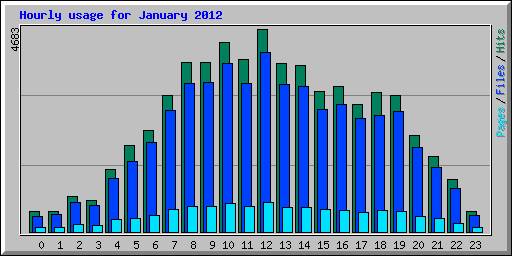 Hourly usage for January 2012
4683
Pages/Files/Hits
0 1 2 3 4 5 6 7 8 9 10 11 12 13 14 15 16 17 18 19 20 21 22 23